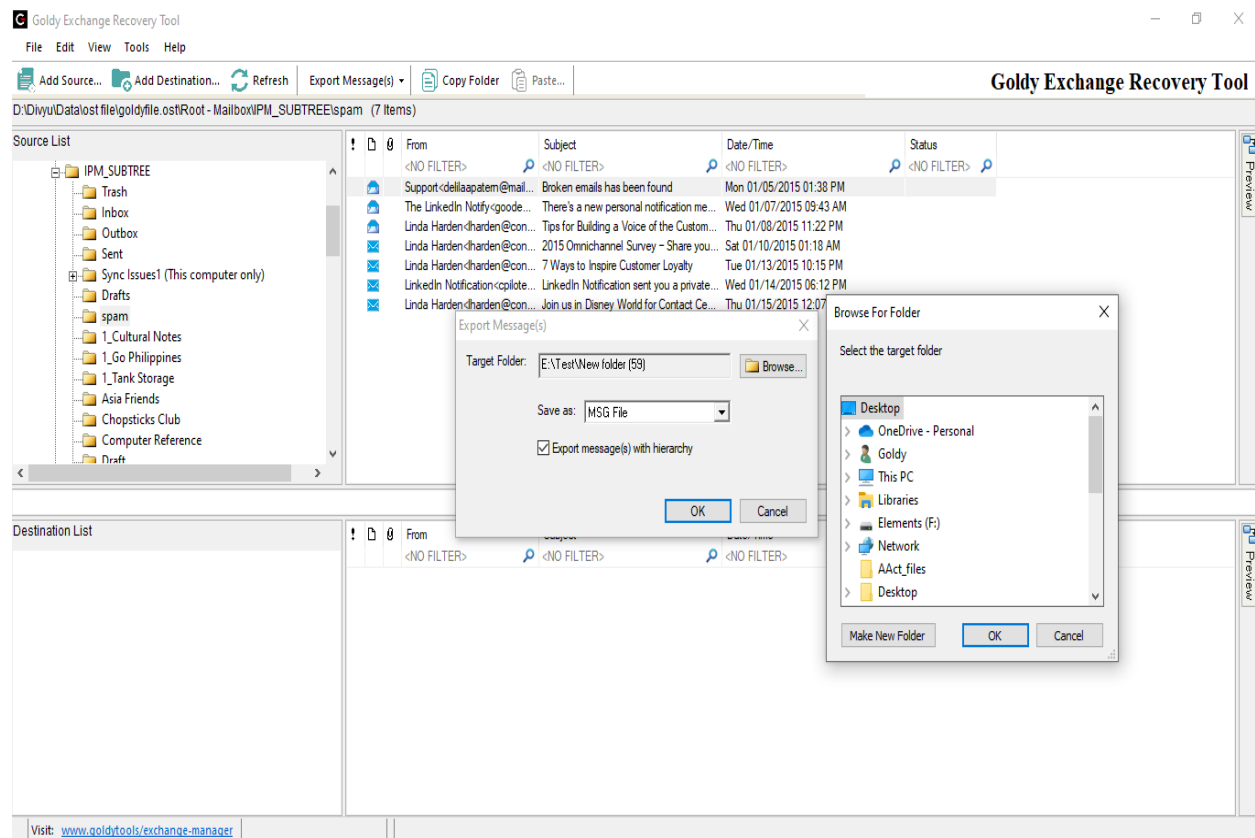 Goldy Exchange Recovery Tool
File Edit View Tools Help
Add Source... Add Destination... Refresh Export Message(s) Copy Folder Paste... Goldy Exchange Recovery Tool
D:\Divyu\Data\ost file\goldyfile.ost\Root - Mailbox\IPM_SUBTREE\spam (7 Items)
Source List
IPM_SUBTREE
Trash
Inbox
Outbox
Sent
Sync Issues1 (This computer only)
Drafts
spam
1_Cultural Notes
1_Go Philippines
1_Tank Storage
Asia Friends
Chopsticks Club
Computer Reference
Draft
! From Subject Date/Time Status
<NO FILTER> <NO FILTER> <NO FILTER> <NO FILTER>
Support<delilaapatern@mail... Broken emails has been found Mon 01/05/2015 01:38 PM
The LinkedIn Notify<goode... There's a new personal notification me... Wed 01/07/2015 09:43 AM
Linda Harden<lharden@con... Tips for Building a Voice of the Custom... Thu 01/08/2015 11:22 PM
Linda Harden<lharden@con... 2015 Omnichannel Survey – Share you... Sat 01/10/2015 01:18 AM
Linda Harden<lharden@con... 7 Ways to Inspire Customer Loyalty Tue 01/13/2015 10:15 PM
LinkedIn Notification<cpilote... LinkedIn Notification sent you a private... Wed 01/14/2015 06:12 PM
Linda Harden<lharden@con... Join us in Disney World for Contact Ce... Thu 01/15/2015 12:07
Preview
Export Message(s)
Target Folder: E:\Test\New folder (59) Browse...
Save as: MSG File
Export message(s) with hierarchy
OK Cancel
Browse For Folder
Select the target folder
Desktop
OneDrive - Personal
Goldy
This PC
Libraries
Elements (F:)
Network
AAct_files
Desktop
Make New Folder OK Cancel
Destination List
! From Subject Date/Time
<NO FILTER> <NO FILTER> <NO FILTER>
Preview
Visit: www.goldytools/exchange-manager